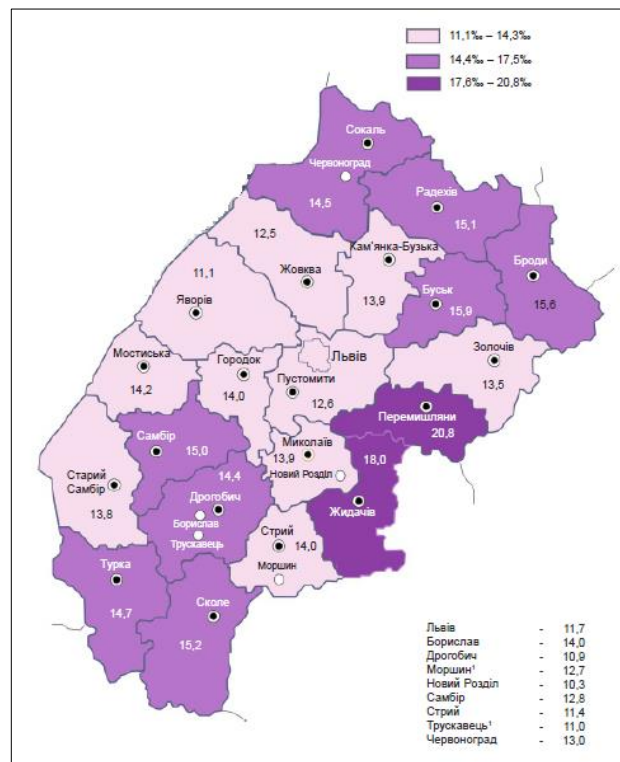 11,1‰ – 14,3‰
14,4‰ – 17,5‰
17,6‰ – 20,8‰
Сокаль
Червоноград
14,5
Радехів
15,1
12,5
Кам’янка-Бузька
Жовква
13,9
Броди
15,6
Буськ
15,9
11,1
Яворів
Мостиська
14,2
Городок
14,0
Львів
Пустомити
12,6
Золочів
13,5
Перемишляни
20,8
Самбір
15,0
Миколаїв
13,9
Новий Розділ
18,0
Жидачів
Старий
Самбір
13,8
14,4
Дрогобич
Борислав
Трускавець
Стрий
14,0
Моршин
Турка
14,7
Сколе
15,2
Львів - 11,7
Борислав - 14,0
Дрогобич - 10,9
Моршин¹ - 12,7
Новий Розділ - 10,3
Самбір - 12,8
Стрий - 11,4
Трускавець¹ - 11,0
Червоноград - 13,0